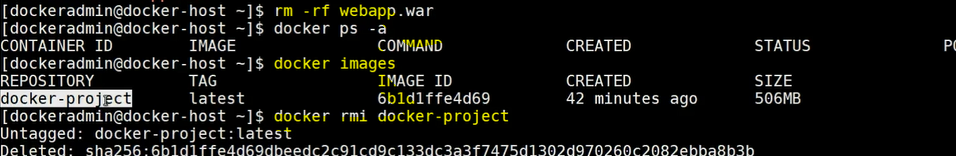 [dockeradmin@docker-host ~]$ rm -rf webapp.war
[dockeradmin@docker-host ~]$ docker ps -a
CONTAINER ID IMAGE COMMAND CREATED STATUS PO
[dockeradmin@docker-host ~]$ docker images
REPOSITORY TAG IMAGE ID CREATED SIZE
docker-project latest 6b1d1ffe4d69 42 minutes ago 506MB
[dockeradmin@docker-host ~]$ docker rmi docker-project
Untagged: docker-project:latest
Deleted: sha256:6b1d1ffe4d69dbeedc2c91cd9c133dc3a3f7475d1302d970260c2082ebba8b3b